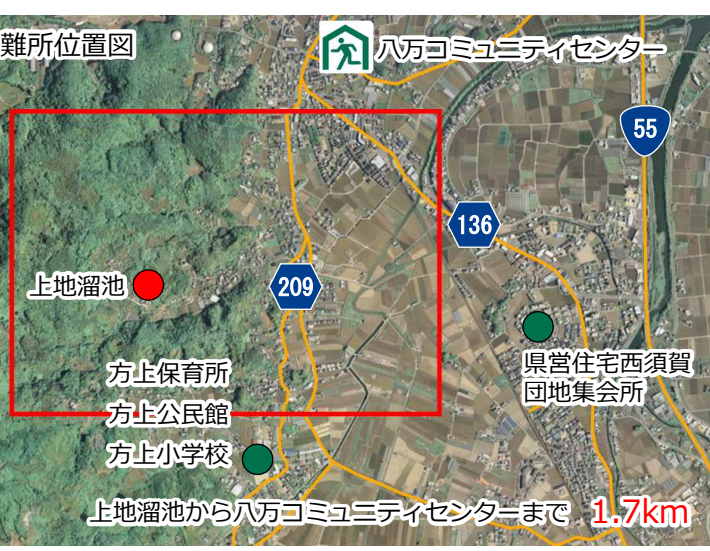 難所位置図
八万コミュニティセンター
55
136
上地溜池
209
県営住宅西須賀
団地集会所
方上保育所
方上公民館
方上小学校
上地溜池から八万コミュニティセンターまで 1.7km